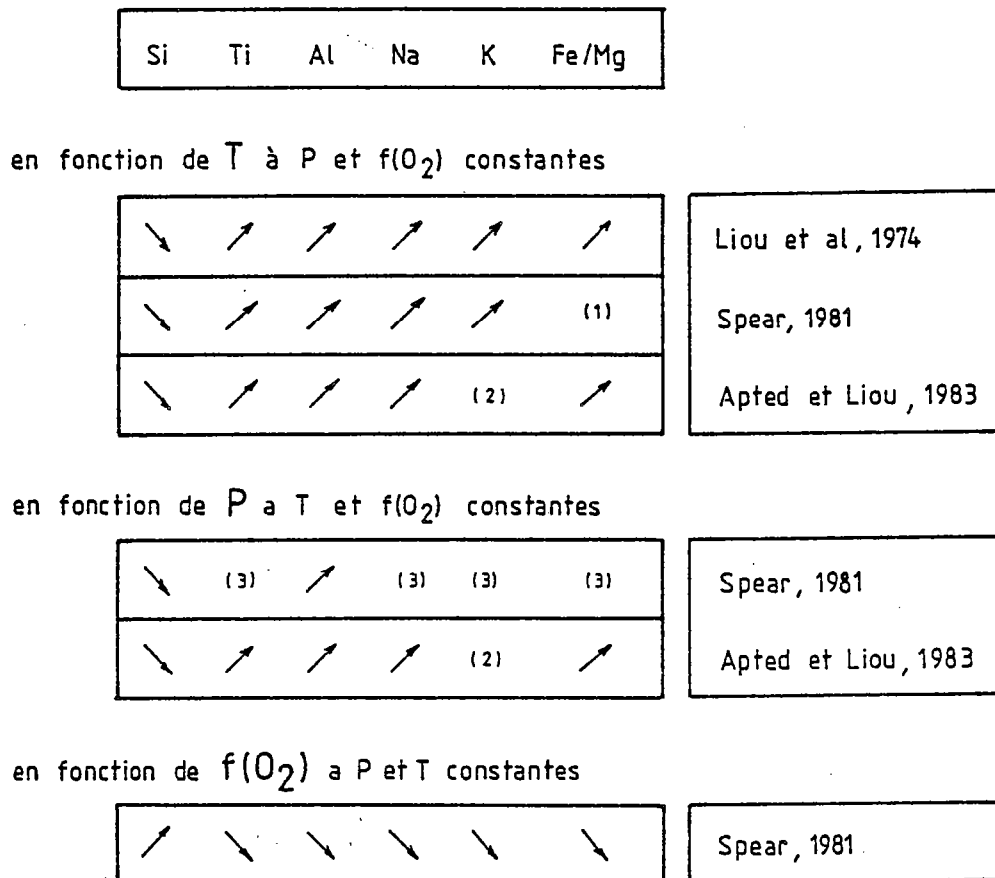 Si Ti Al Na K Fe/Mg
en fonction de T à P et f(O2) constantes
Liou et al, 1974
(1) Spear, 1981
(2) Apted et Liou, 1983
en fonction de P a T et f(O2) constantes
(3) (3) (3) (3) Spear, 1981
(2) Apted et Liou, 1983
en fonction de f(O2) a P et T constantes
Spear, 1981